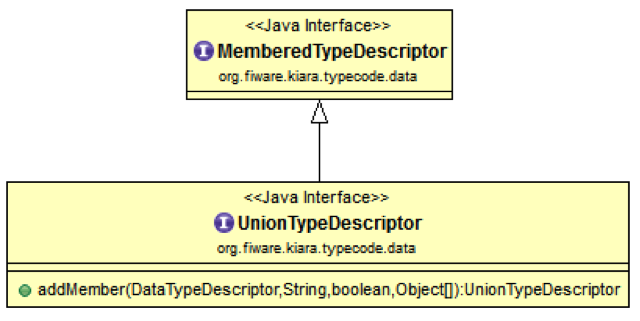 <<Java Interface>>
I MemberedTypeDescriptor
org.fiware.kiara.typecode.data
<<Java Interface>>
I UnionTypeDescriptor
org.fiware.kiara.typecode.data
addMember(DataTypeDescriptor,String,boolean,Object[]):UnionTypeDescriptor